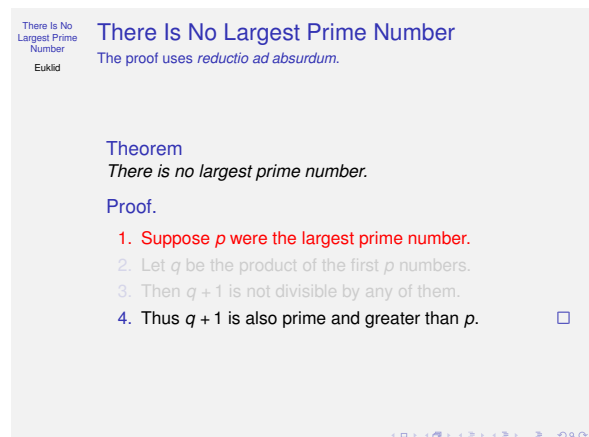 There Is No
Largest Prime
Number
Euklid
There Is No Largest Prime Number
The proof uses reductio ad absurdum.
Theorem
There is no largest prime number.
Proof.
1. Suppose p were the largest prime number.
2. Let q be the product of the first p numbers.
3. Then q + 1 is not divisible by any of them.
4. Thus q + 1 is also prime and greater than p. □